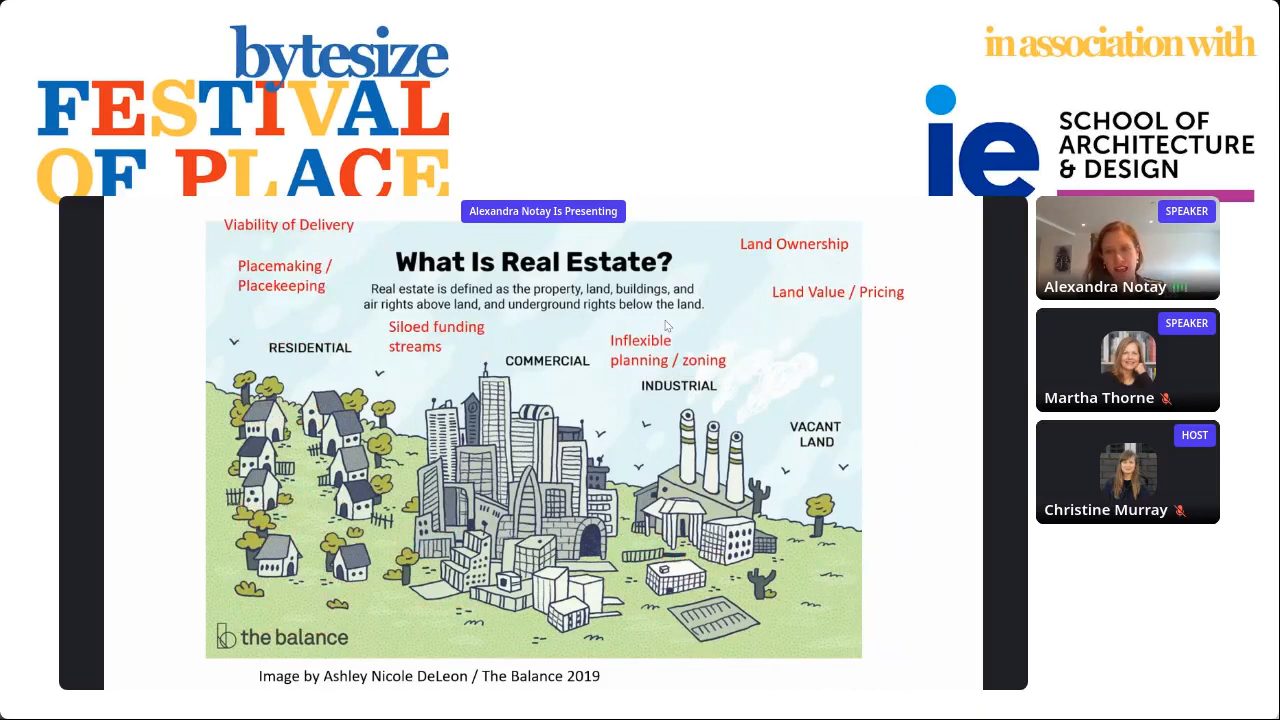 bytesize
FESTIVAL
OF PLACE
in association with
ie
SCHOOL OF
ARCHITECTURE
& DESIGN
Alexandra Notay Is Presenting
Viability of Delivery
Placemaking /
Placekeeping
What Is Real Estate?
Real estate is defined as the property, land, buildings, and
air rights above land, and underground rights below the land.
Land Ownership
Land Value / Pricing
Siloed funding
streams
Inflexible
planning / zoning
RESIDENTIAL
COMMERCIAL
INDUSTRIAL
VACANT
LAND
the balance
Image by Ashley Nicole DeLeon / The Balance 2019
SPEAKER
Alexandra Notay
SPEAKER
Martha Thorne
HOST
Christine Murray